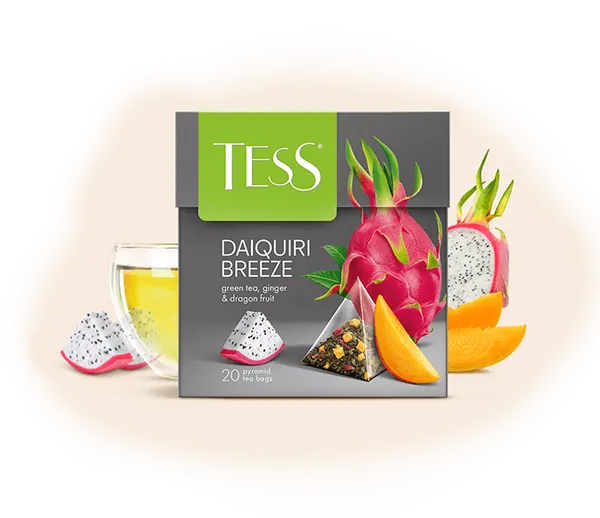 TESS®
DAIQUIRI
BREEZE
green tea, ginger
& dragon fruit
20 pyramid
tea bags